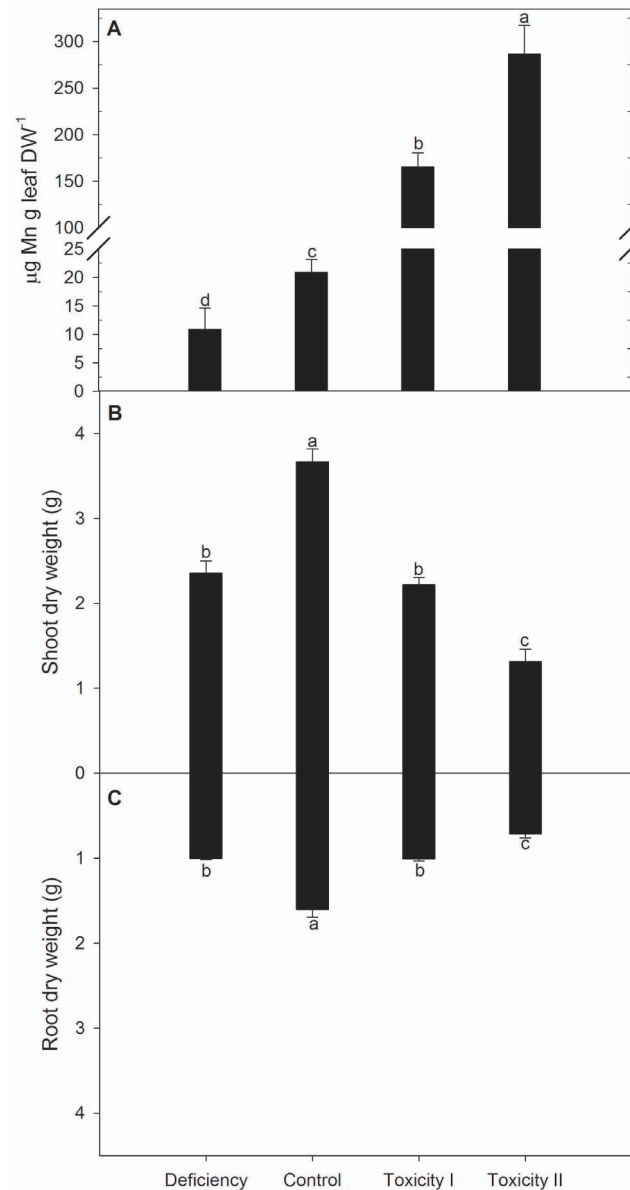 A
300
250
200
150
100
25
20
15
10
5
0
µg Mn g leaf DW-1
d
c
b
a
B
4
3
2
1
0
Shoot dry weight (g)
b
a
b
c
C
1
2
3
4
Root dry weight (g)
b
a
b
c
Deficiency Control Toxicity I Toxicity II